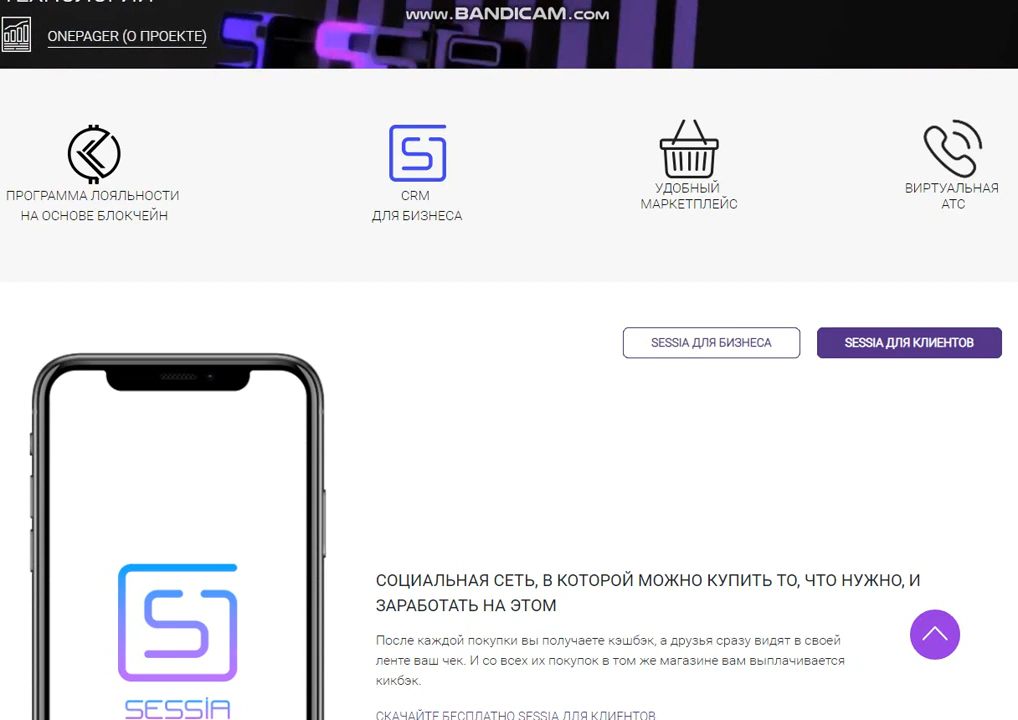 www.BANDICAM.com
ONEPAGER (О ПРОЕКТЕ)
ПРОГРАММА ЛОЯЛЬНОСТИ
НА ОСНОВЕ БЛОКЧЕЙН
CRM
ДЛЯ БИЗНЕСА
УДОБНЫЙ
МАРКЕТПЛЕЙС
ВИРТУАЛЬНАЯ
АТС
SESSIA ДЛЯ БИЗНЕСА
SESSIA ДЛЯ КЛИЕНТОВ
СОЦИАЛЬНАЯ СЕТЬ, В КОТОРОЙ МОЖНО КУПИТЬ ТО, ЧТО НУЖНО, И
ЗАРАБОТАТЬ НА ЭТОМ
После каждой покупки вы получаете кэшбэк, а друзья сразу видят в своей
ленте ваш чек. И со всех их покупок в том же магазине вам выплачивается
кикбэк.
SESSIA
СКАЧАЙТЕ БЕСПЛАТНО SESSIA ДЛЯ КЛИЕНТОВ